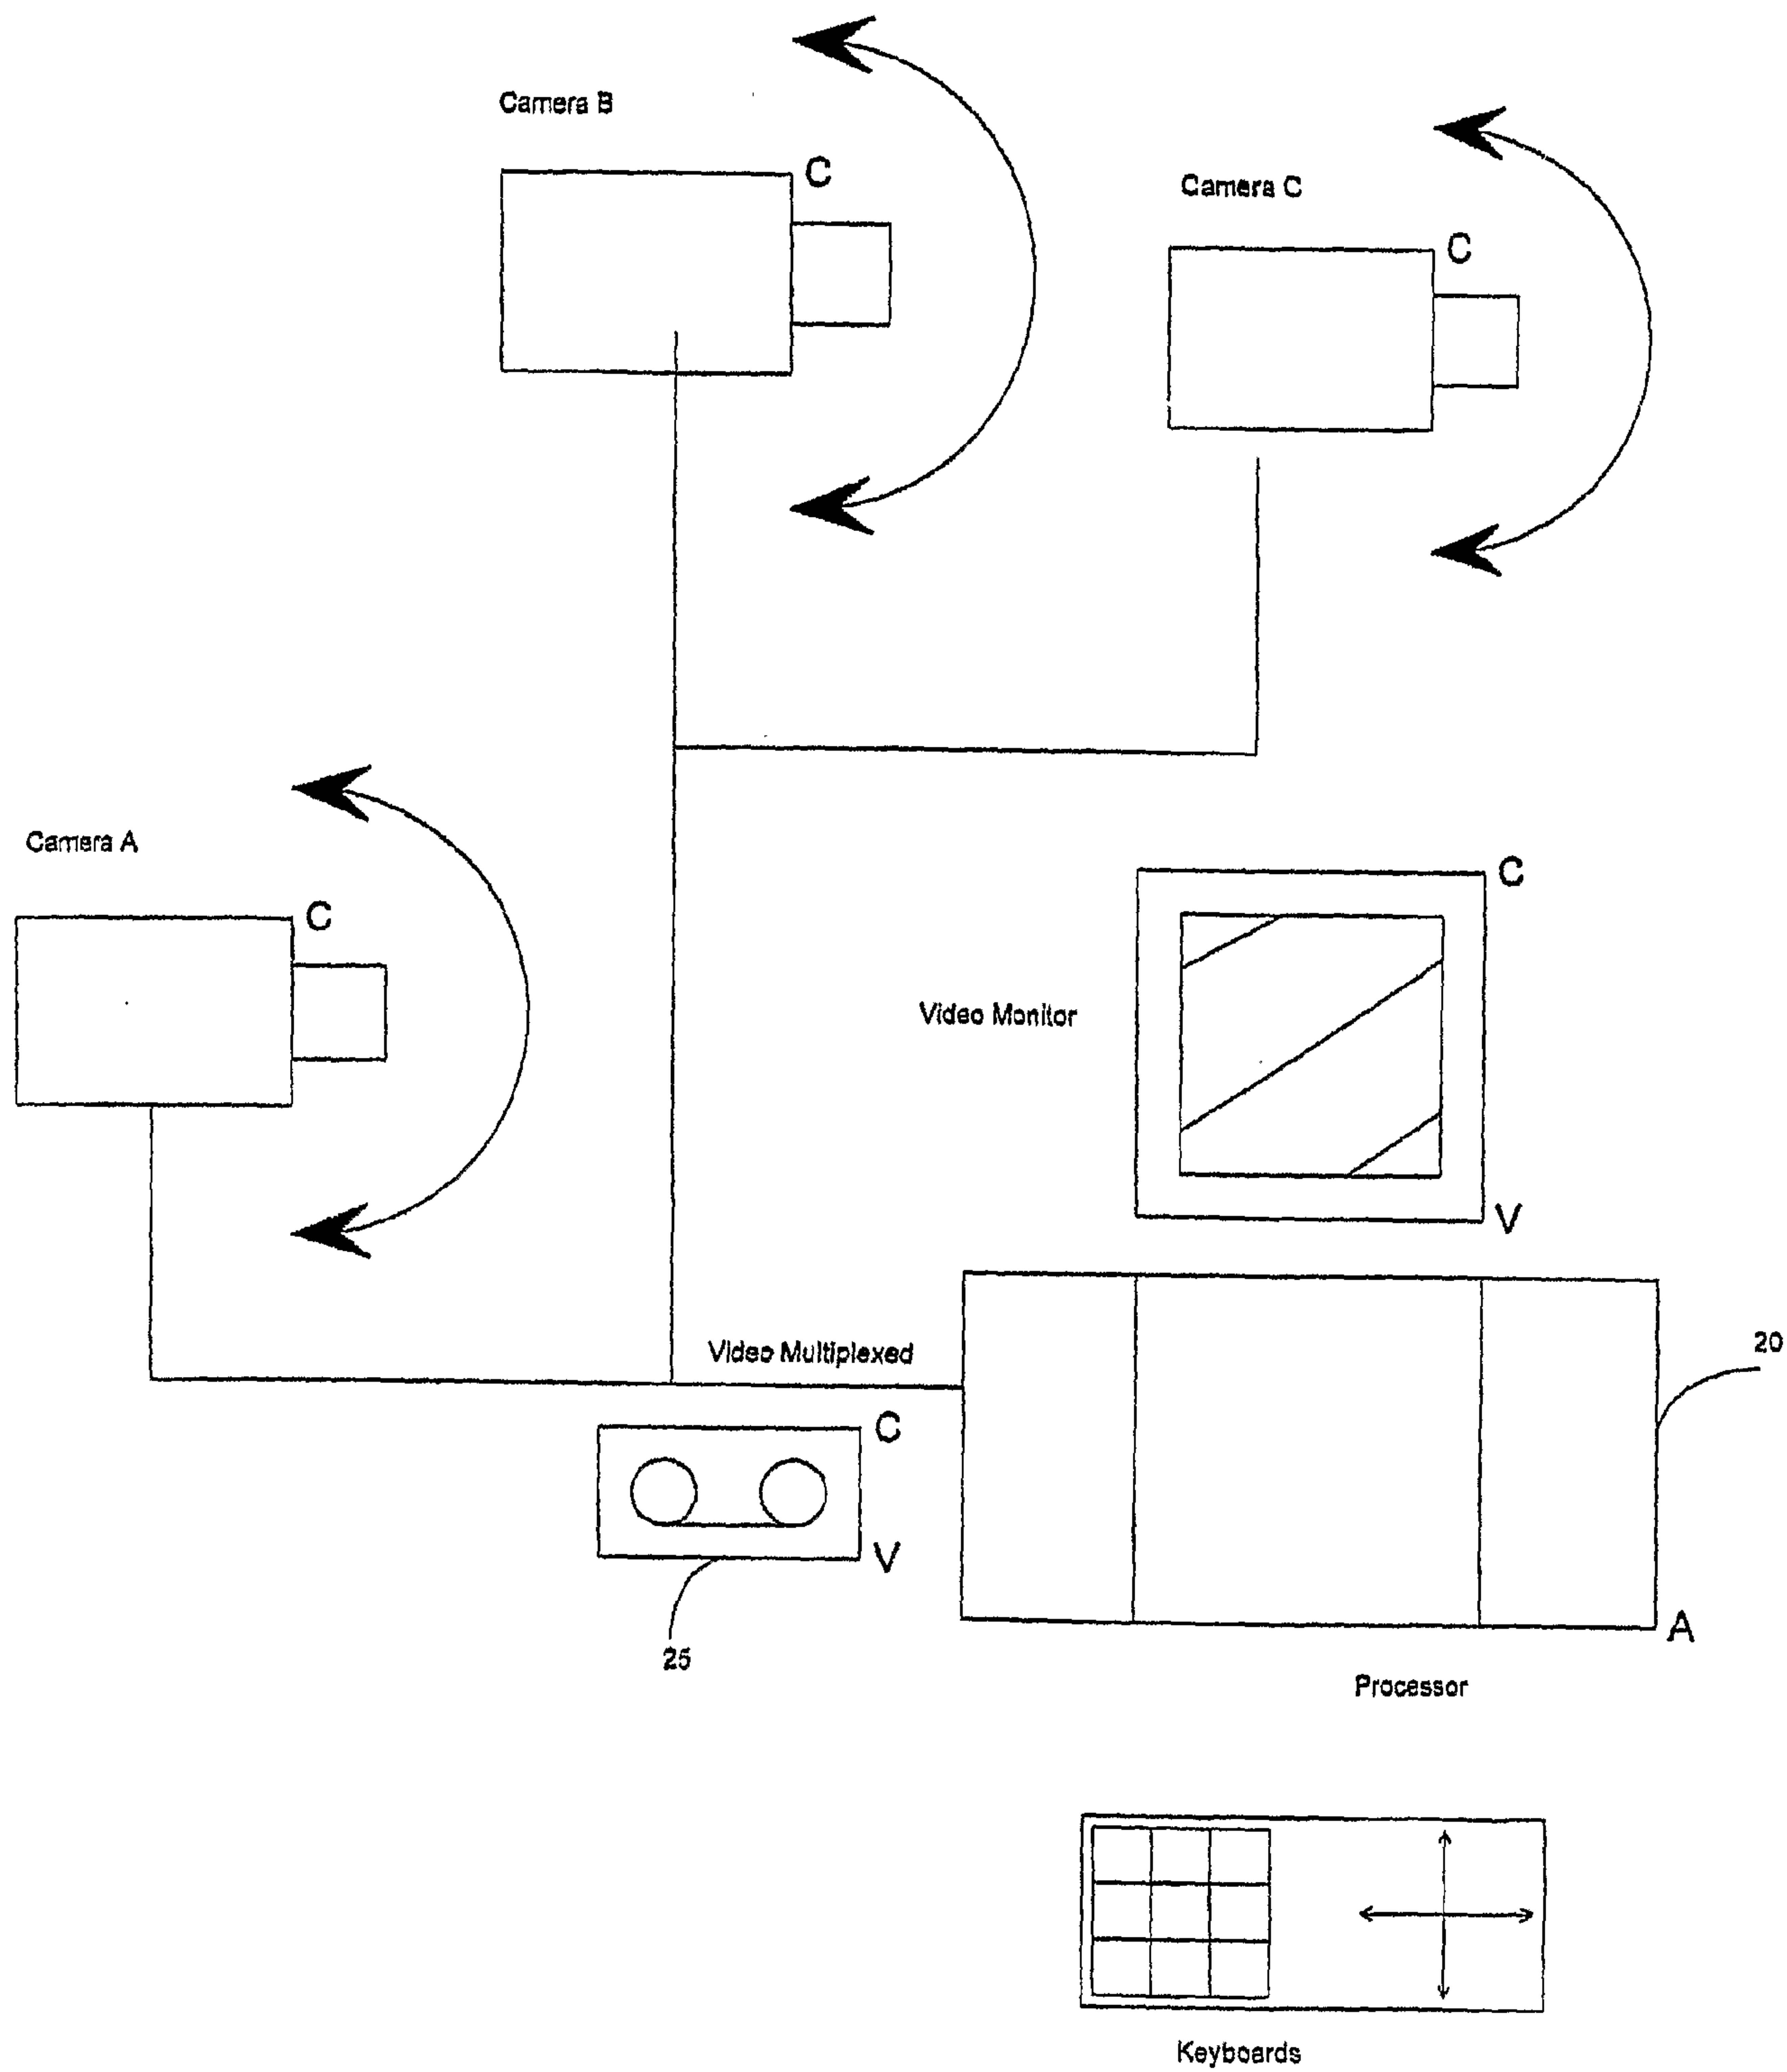 Camera B
C
Camera C
C
Camera A
C
C
Video Monitor
V
Video Multiplexed
20
C
V
25
A
Processor
Keyboards